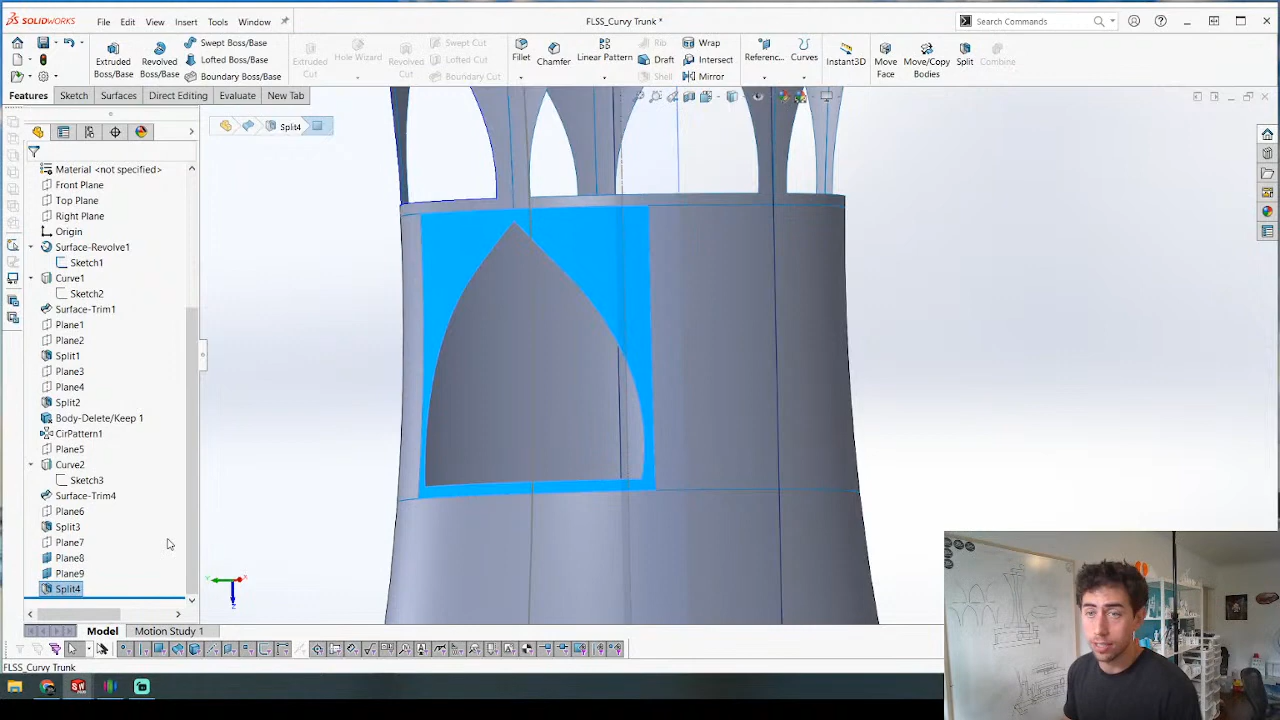 SOLIDWORKS File Edit View Insert Tools Window FLSS_Curvy Trunk * Search Commands
Extruded Boss/Base Revolved Boss/Base Swept Boss/Base Lofted Boss/Base Boundary Boss/Base Extruded Cut Hole Wizard Revolved Cut Swept Cut Lofted Cut Boundary Cut Fillet Chamfer Linear Pattern Rib Draft Shell Wrap Intersect Mirror Referenc... Curves Instant3D Move Face Move/Copy Bodies Split Combine
Features Sketch Surfaces Direct Editing Evaluate New Tab
Split4
Material <not specified>
Front Plane
Top Plane
Right Plane
Origin
Surface-Revolve1
Sketch1
Curve1
Sketch2
Surface-Trim1
Plane1
Plane2
Split1
Plane3
Plane4
Split2
Body-Delete/Keep 1
CirPattern1
Plane5
Curve2
Sketch3
Surface-Trim4
Plane6
Split3
Plane7
Plane8
Plane9
Split4
Model Motion Study 1
FLSS_Curvy Trunk